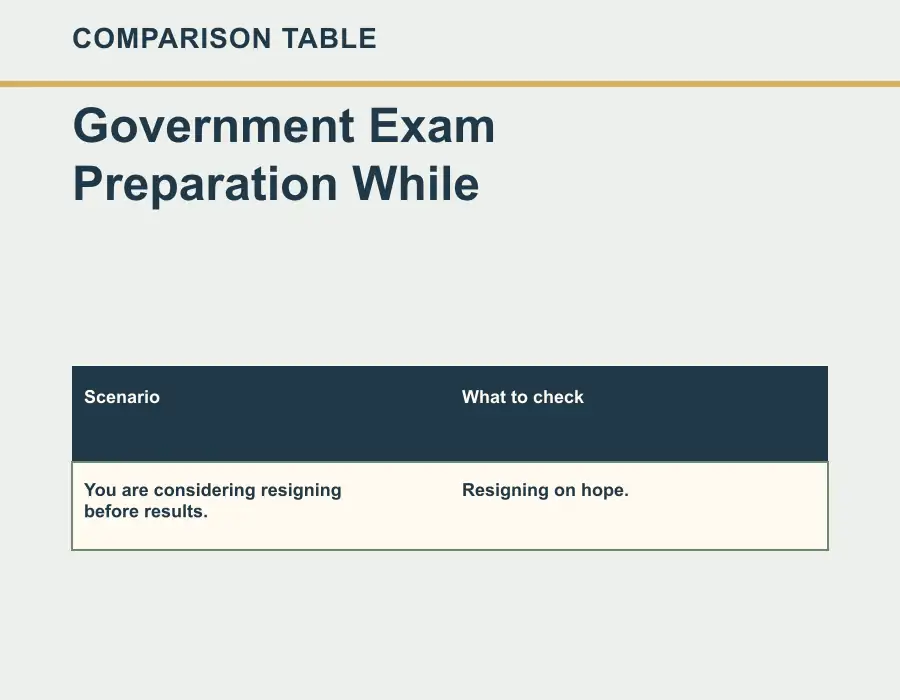 COMPARISON TABLE
Government Exam
Preparation While
Scenario
What to check
You are considering resigning
before results.
Resigning on hope.